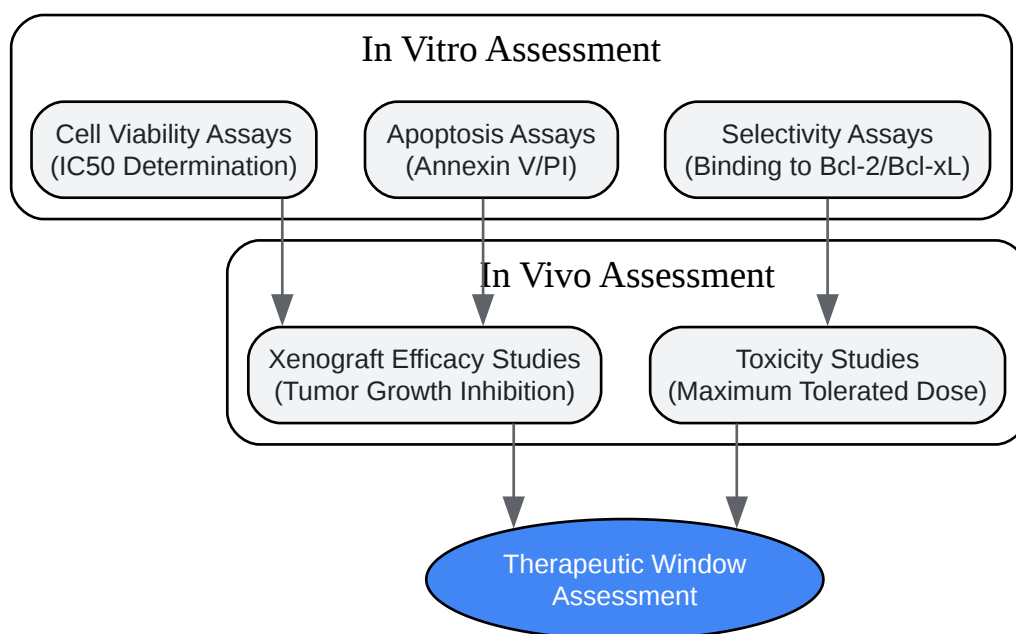 In Vitro Assessment
Cell Viability Assays
(IC50 Determination)
Apoptosis Assays
(Annexin V/PI)
Selectivity Assays
(Binding to Bcl-2/Bcl-xL)
In Vivo Assessment
Xenograft Efficacy Studies
(Tumor Growth Inhibition)
Toxicity Studies
(Maximum Tolerated Dose)
Therapeutic Window
Assessment